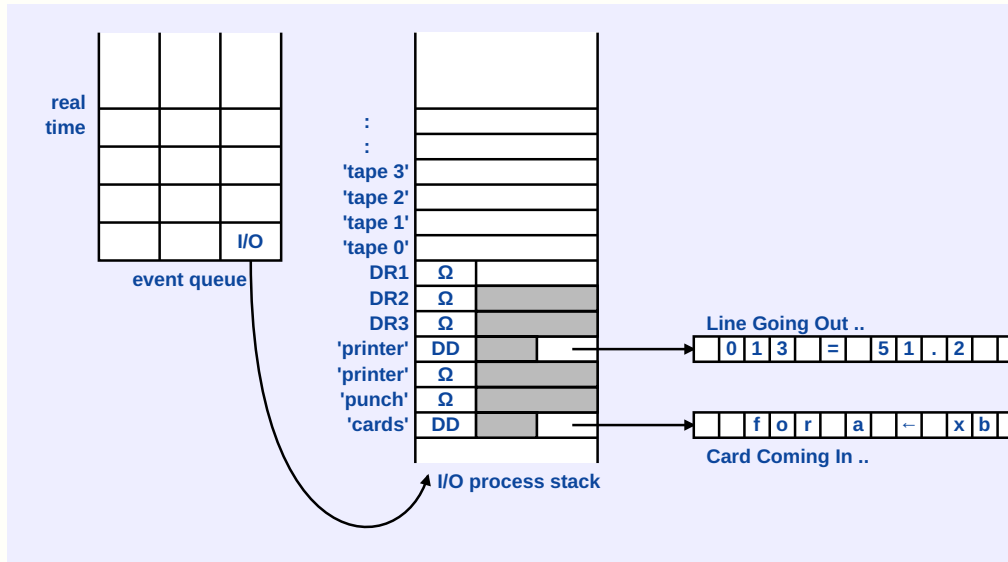 real
time
I/O
event queue
:
:
'tape 3'
'tape 2'
'tape 1'
'tape 0'
DR1 Ω
DR2 Ω
DR3 Ω
'printer' DD
'printer' Ω
'punch' Ω
'cards' DD
I/O process stack
Line Going Out ..
0 1 3 = 5 1 . 2
f o r a ← x b
Card Coming In ..